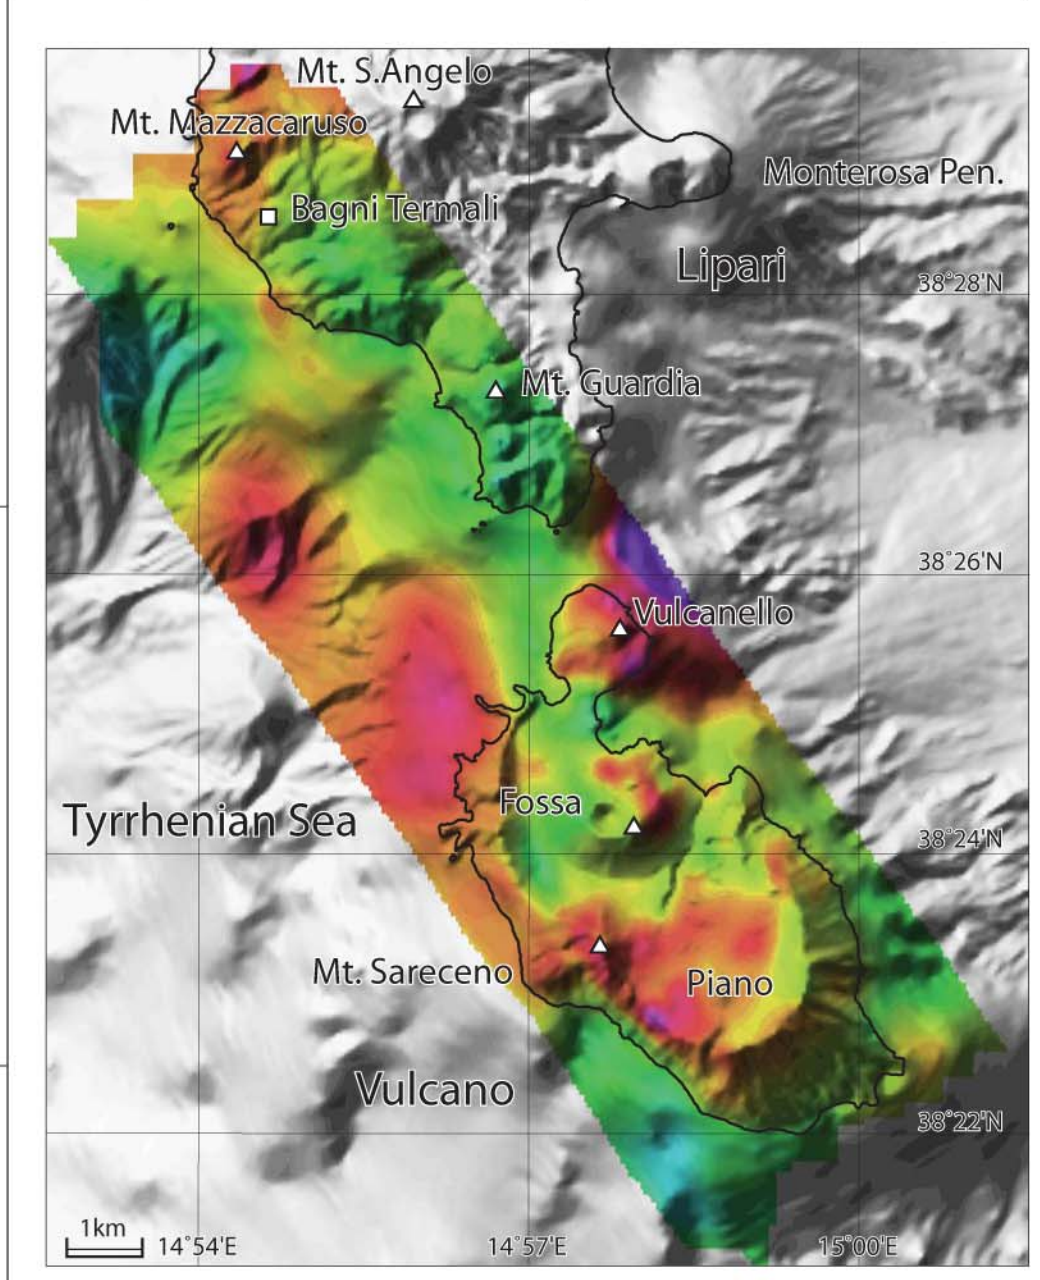 Mt. S.Angelo
Mt. Mazzacaruso
Monterosa Pen.
Bagni Termali
Lipari
38°28'N
Mt. Guardia
38°26'N
Vulcanello
Fossa
Tyrrhenian Sea
38°24'N
Mt. Sareceno
Piano
Vulcano
38°22'N
1km
14°54'E
14°57'E
15°00'E